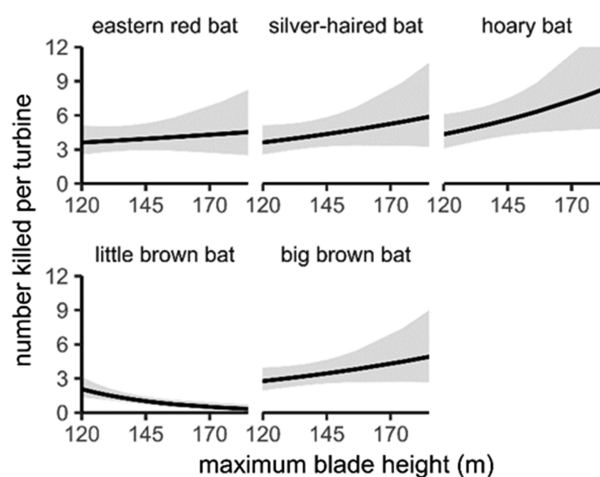 eastern red bat silver-haired bat hoary bat
12
9
6
3
0
120 145 170 120 145 170 120 145 170
little brown bat big brown bat
12
9
6
3
0
120 145 170 120 145 170
number killed per turbine
maximum blade height (m)